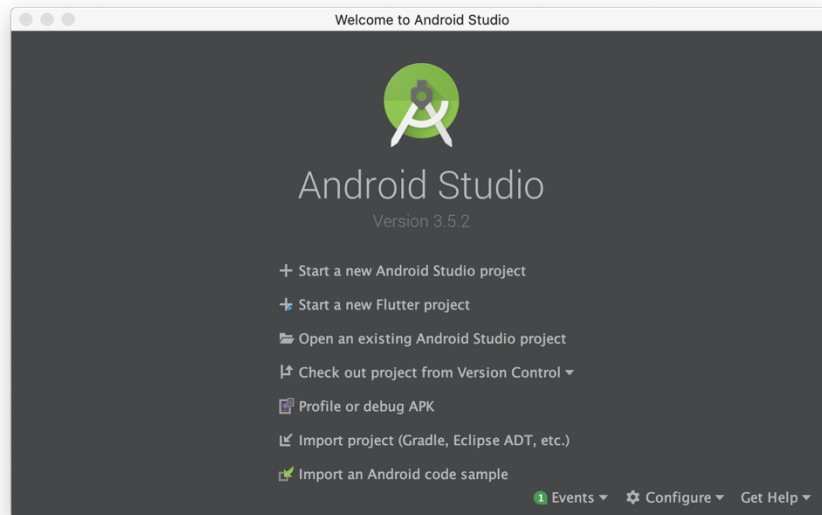 Welcome to Android Studio
Android Studio
Version 3.5.2
Start a new Android Studio project
Start a new Flutter project
Open an existing Android Studio project
Check out project from Version Control
Profile or debug APK
Import project (Gradle, Eclipse ADT, etc.)
Import an Android code sample
1 Events Configure Get Help